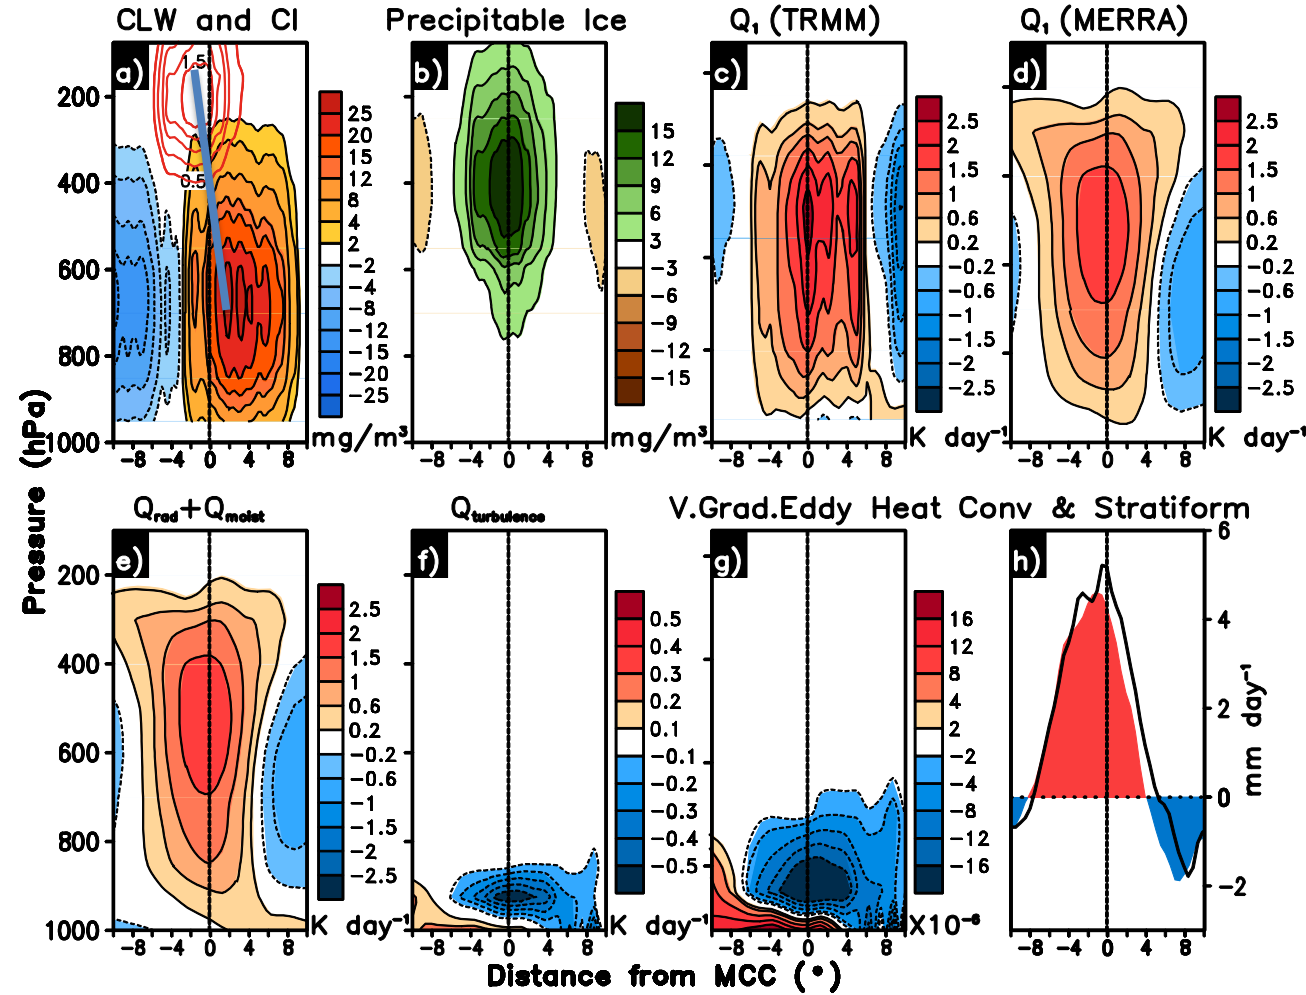 CLW and CI
Precipitable Ice
Q₁ (TRMM)
Q₁ (MERRA)
a)
b)
c)
d)
1.5
0.5
200
400
600
800
1000
25
20
15
12
8
4
2
−2
−4
−8
−12
−15
−20
−25
mg/m³
15
12
9
6
3
−3
−6
−9
−12
−15
mg/m³
2.5
2
1.5
1
0.6
0.2
−0.2
−0.6
−1
−1.5
−2
−2.5
K day⁻¹
2.5
2
1.5
1
0.6
0.2
−0.2
−0.6
−1
−1.5
−2
−2.5
K day⁻¹
−8 −4 0 4 8
−8 −4 0 4 8
−8 −4 0 4 8
−8 −4 0 4 8
Pressure (hPa)
Qrad+Qmoist
Qturbulence
V.Grad.Eddy Heat Conv & Stratiform
e)
f)
g)
h)
200
400
600
800
1000
2.5
2
1.5
1
0.6
0.2
−0.2
−0.6
−1
−1.5
−2
−2.5
K day⁻¹
0.5
0.4
0.3
0.2
0.1
−0.1
−0.2
−0.3
−0.4
−0.5
K day⁻¹
16
12
8
4
2
−2
−4
−8
−12
−16
X10⁻⁶
6
4
2
0
−2
mm day⁻¹
−8 −4 0 4 8
−8 −4 0 4 8
−8 −4 0 4 8
−8 −4 0 4 8
Distance from MCC (°)